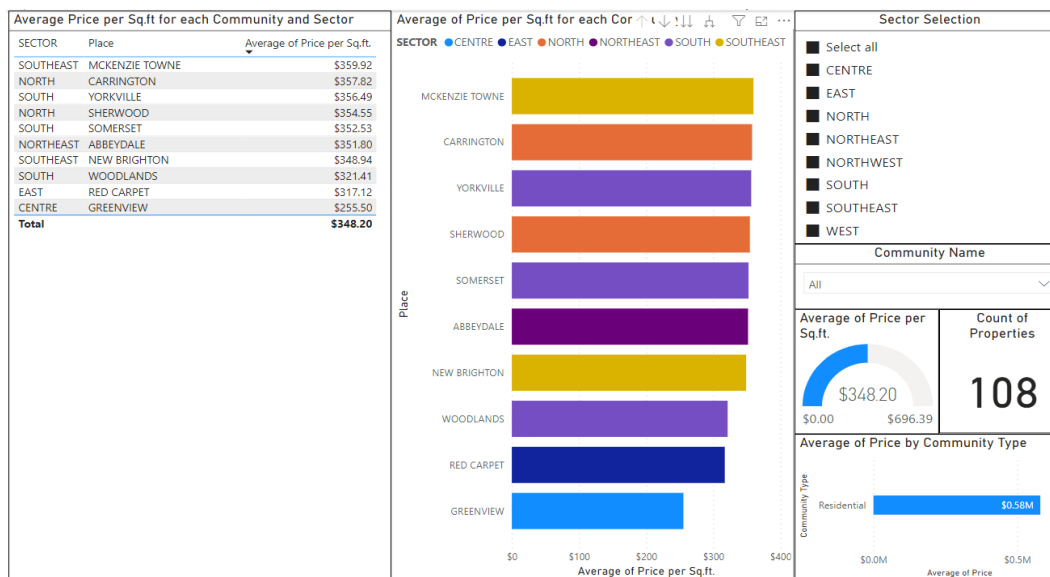 Average Price per Sq.ft for each Community and Sector
SECTOR Place Average of Price per Sq.ft.
SOUTHEAST MCKENZIE TOWNE $359.92
NORTH CARRINGTON $357.82
SOUTH YORKVILLE $356.49
NORTH SHERWOOD $354.55
SOUTH SOMERSET $352.53
NORTHEAST ABBEYDALE $351.80
SOUTHEAST NEW BRIGHTON $348.94
SOUTH WOODLANDS $321.41
EAST RED CARPET $317.12
CENTRE GREENVIEW $255.50
Total $348.20
Average of Price per Sq.ft for each
SECTOR CENTRE EAST NORTH NORTHEAST SOUTH SOUTHEAST
Place
MCKENZIE TOWNE
CARRINGTON
YORKVILLE
SHERWOOD
SOMERSET
ABBEYDALE
NEW BRIGHTON
WOODLANDS
RED CARPET
GREENVIEW
$0 $100 $200 $300 $400
Average of Price per Sq.ft.
Sector Selection
Select all
CENTRE
EAST
NORTH
NORTHEAST
NORTHWEST
SOUTH
SOUTHEAST
WEST
Community Name
All
Average of Price per
Sq.ft.
$348.20
$0.00 $696.39
Count of
Properties
108
Average of Price by Community Type
Community Type
Residential $0.58M
$0.0M $0.5M
Average of Price